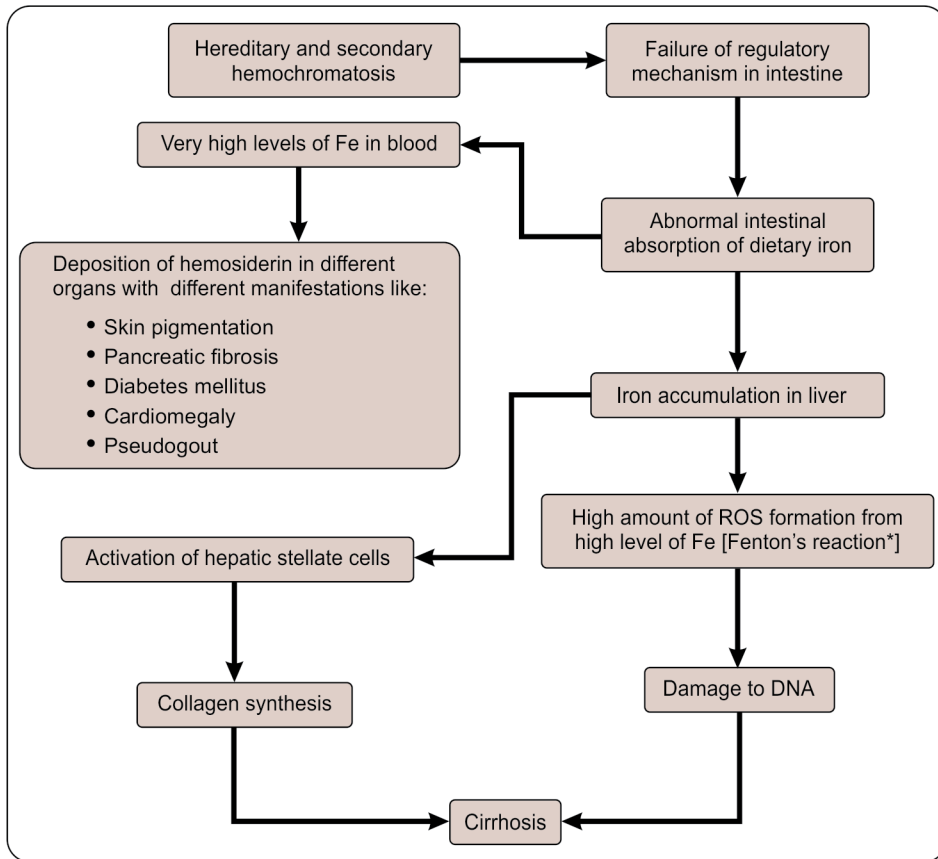 Hereditary and secondary
hemochromatosis
Failure of regulatory
mechanism in intestine
Very high levels of Fe in blood
Abnormal intestinal
absorption of dietary iron
Deposition of hemosiderin in different
organs with different manifestations like:
• Skin pigmentation
• Pancreatic fibrosis
• Diabetes mellitus
• Cardiomegaly
• Pseudogout
Iron accumulation in liver
High amount of ROS formation from
high level of Fe [Fenton's reaction*]
Activation of hepatic stellate cells
Collagen synthesis
Damage to DNA
Cirrhosis